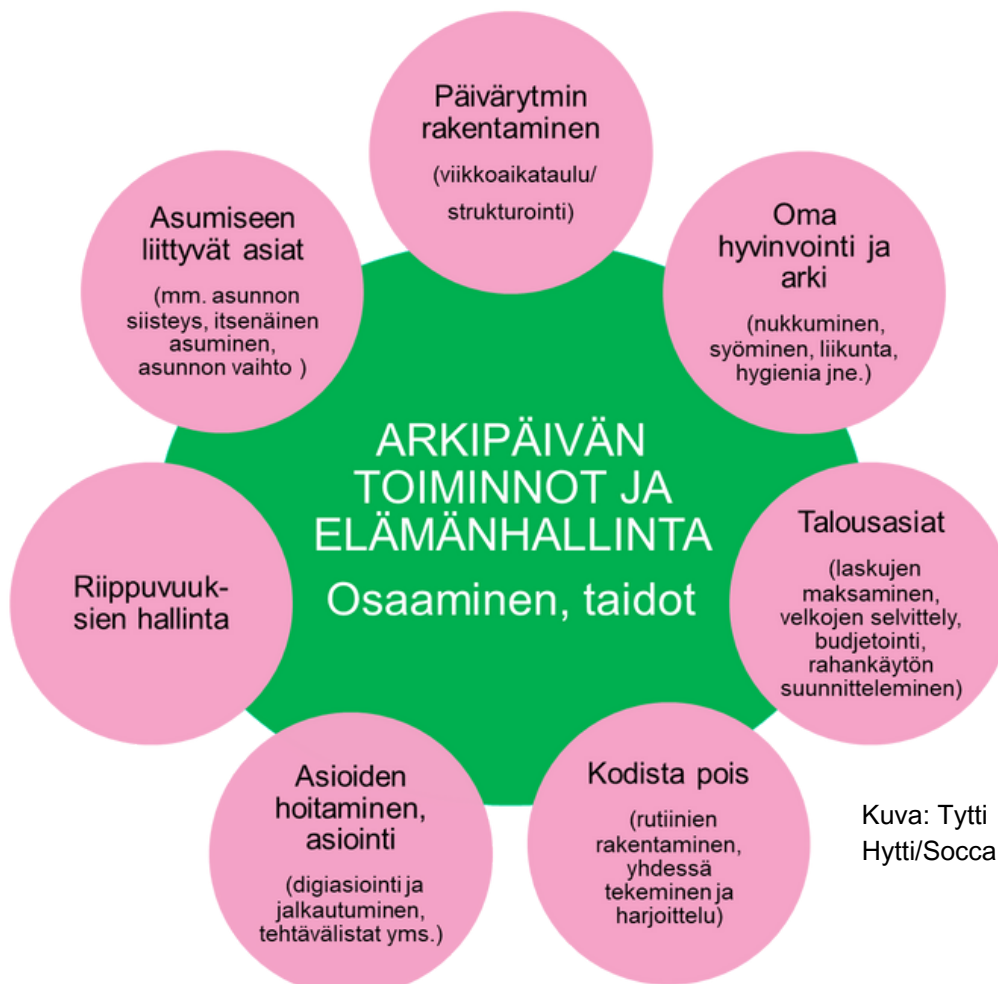 Päivärytmin
rakentaminen
(viikkoaikataulu/
strukturointi)
Oma
hyvinvointi ja
arki
(nukkuminen,
syöminen, liikunta,
hygienia jne.)
Talousasiat
(laskujen
maksaminen,
velkojen selvittely,
budjetointi,
rahankäytön
suunnitteleminen)
Kodista pois
(rutiinien
rakentaminen,
yhdessä
tekeminen ja
harjoittelu)
Asioiden
hoitaminen,
asiointi
(digiasiointi ja
jalkautuminen,
tehtävälistat yms.)
Riippuvuuk-
sien hallinta
Asumiseen
liittyvät asiat
(mm. asunnon
siisteys, itsenäinen
asuminen,
asunnon vaihto )
ARKIPÄIVÄN
TOIMINNOT JA
ELÄMÄNHALLINTA
Osaaminen, taidot
Kuva: Tytti
Hytti/Socca